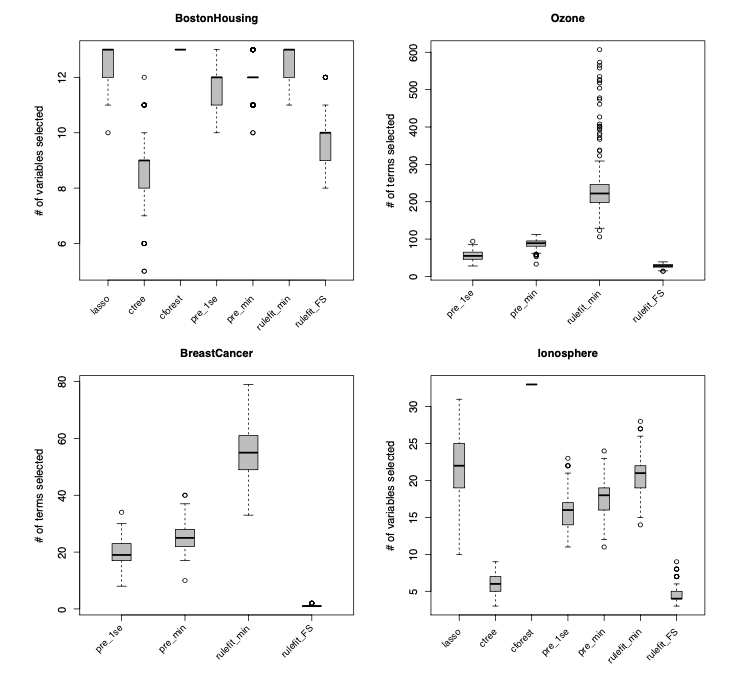 BostonHousing
# of variables selected
12
10
8
6
lasso
ctree
cforest
pre_1se
pre_min
rulefit_min
rulefit_FS
Ozone
# of terms selected
600
500
400
300
200
100
0
pre_1se
pre_min
rulefit_min
rulefit_FS
BreastCancer
# of terms selected
80
60
40
20
0
pre_1se
pre_min
rulefit_min
rulefit_FS
Ionosphere
# of variables selected
30
25
20
15
10
5
lasso
ctree
cforest
pre_1se
pre_min
rulefit_min
rulefit_FS